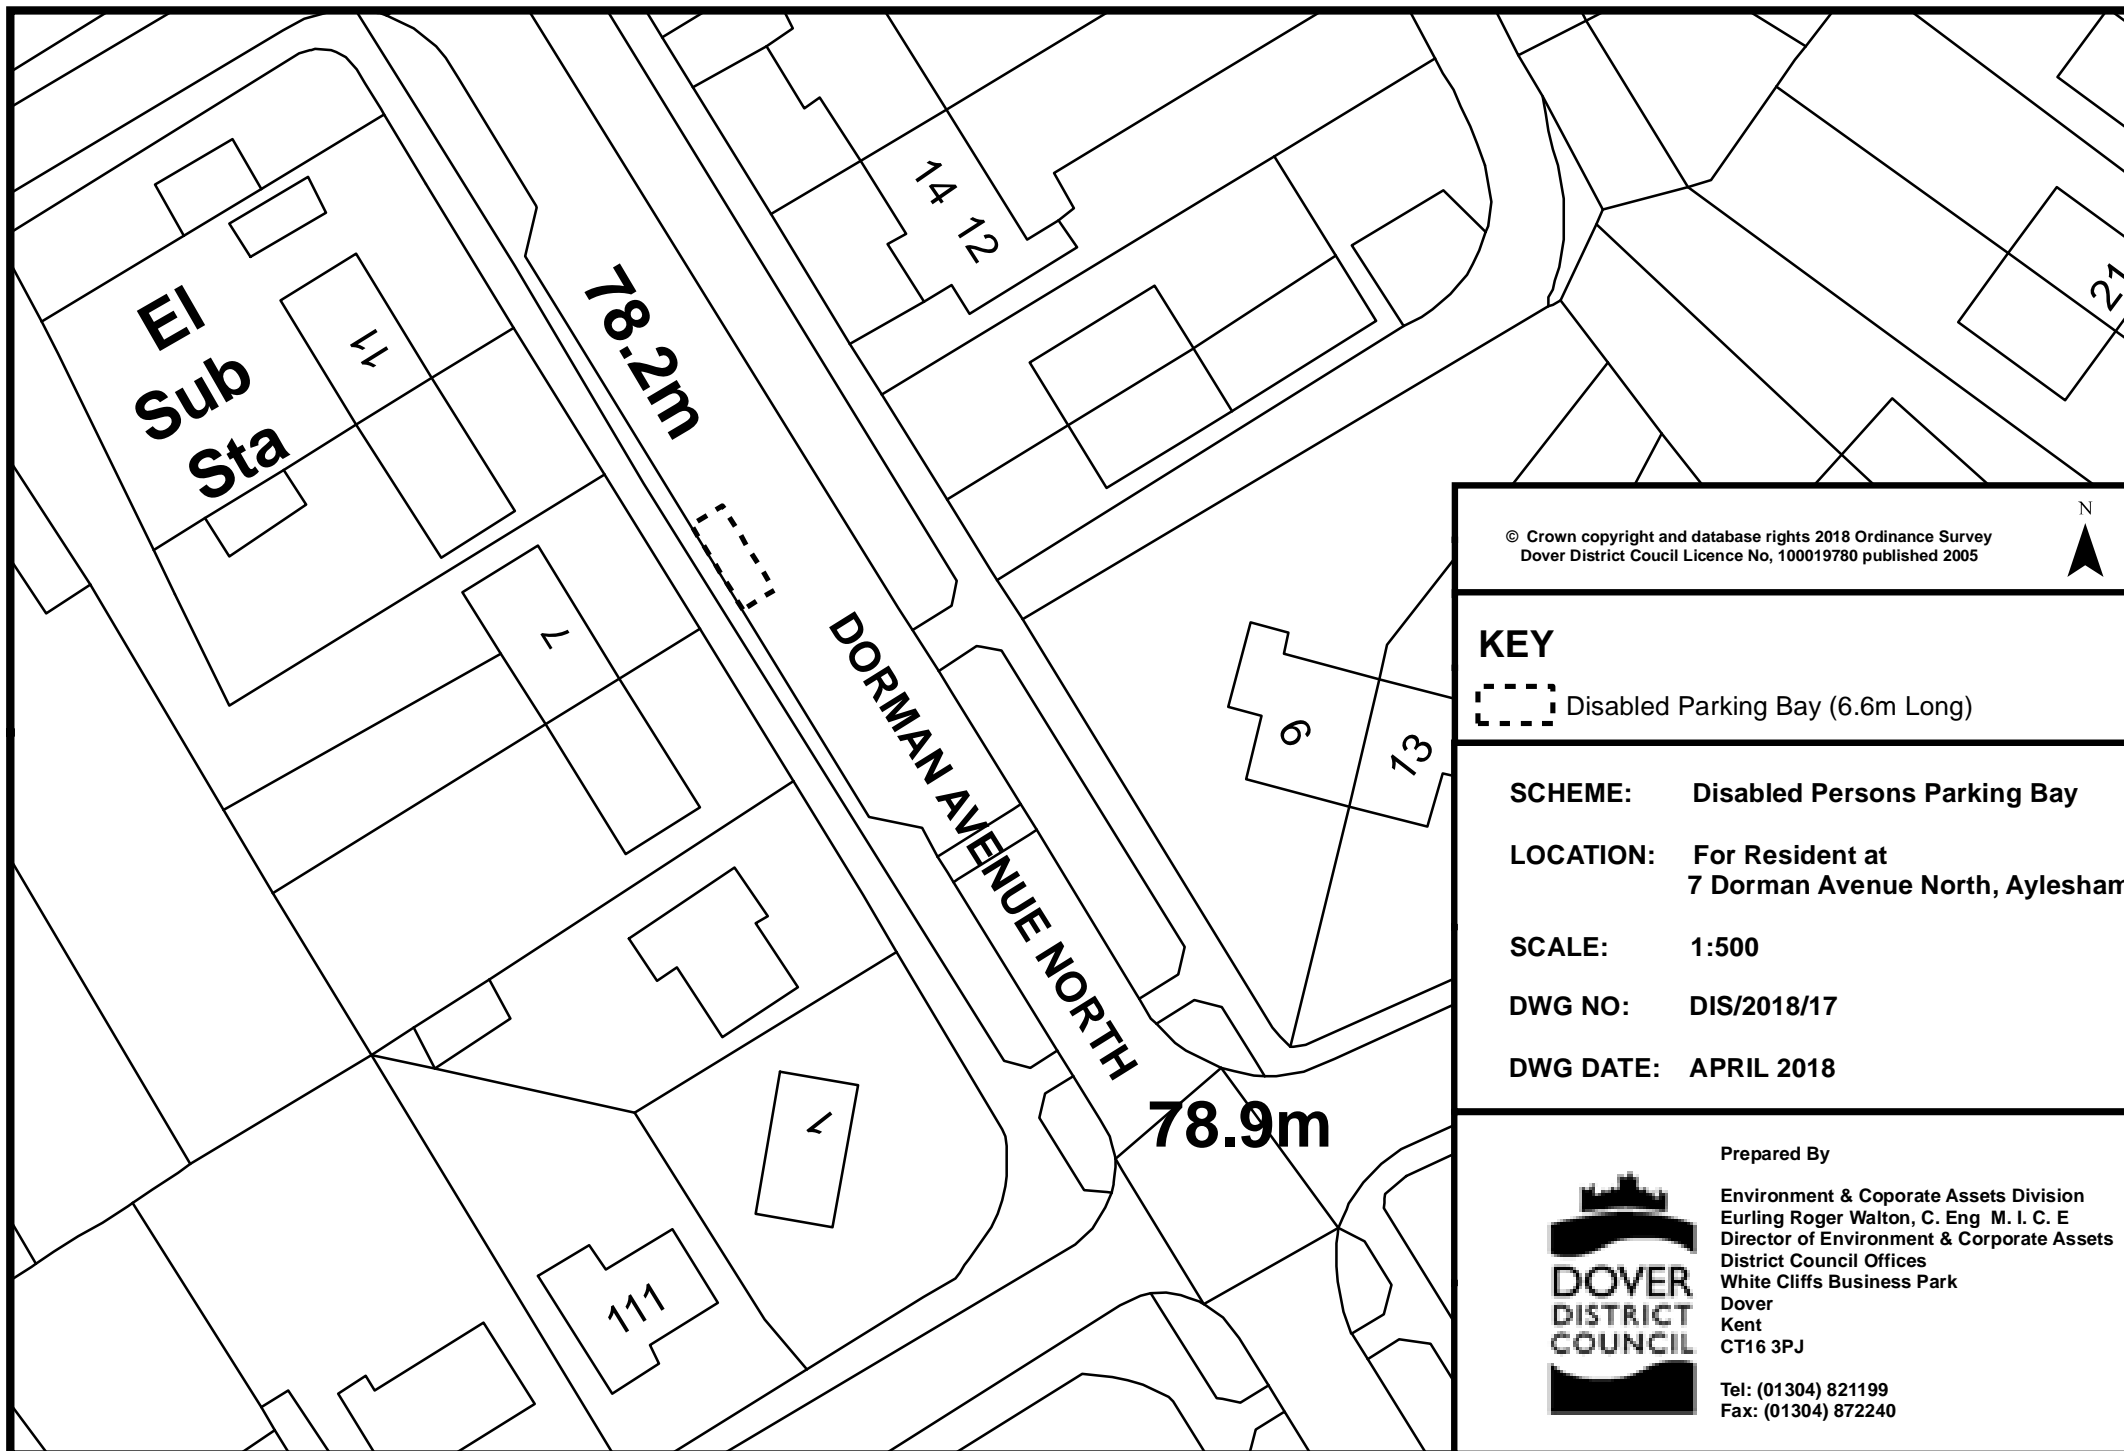 El
Sub
Sta
11
7
1
111
14
12
6
13
21
78.2m
DORMAN AVENUE NORTH
78.9m
© Crown copyright and database rights 2018 Ordinance Survey
Dover District Coucil Licence No, 100019780 published 2005
N
KEY
Disabled Parking Bay (6.6m Long)
SCHEME: Disabled Persons Parking Bay
LOCATION: For Resident at
7 Dorman Avenue North, Aylesham
SCALE: 1:500
DWG NO: DIS/2018/17
DWG DATE: APRIL 2018
Prepared By
Environment & Coporate Assets Division
Eurling Roger Walton, C. Eng M. I. C. E
Director of Environment & Corporate Assets
District Council Offices
White Cliffs Business Park
Dover
Kent
CT16 3PJ
Tel: (01304) 821199
Fax: (01304) 872240
DOVER
DISTRICT
COUNCIL